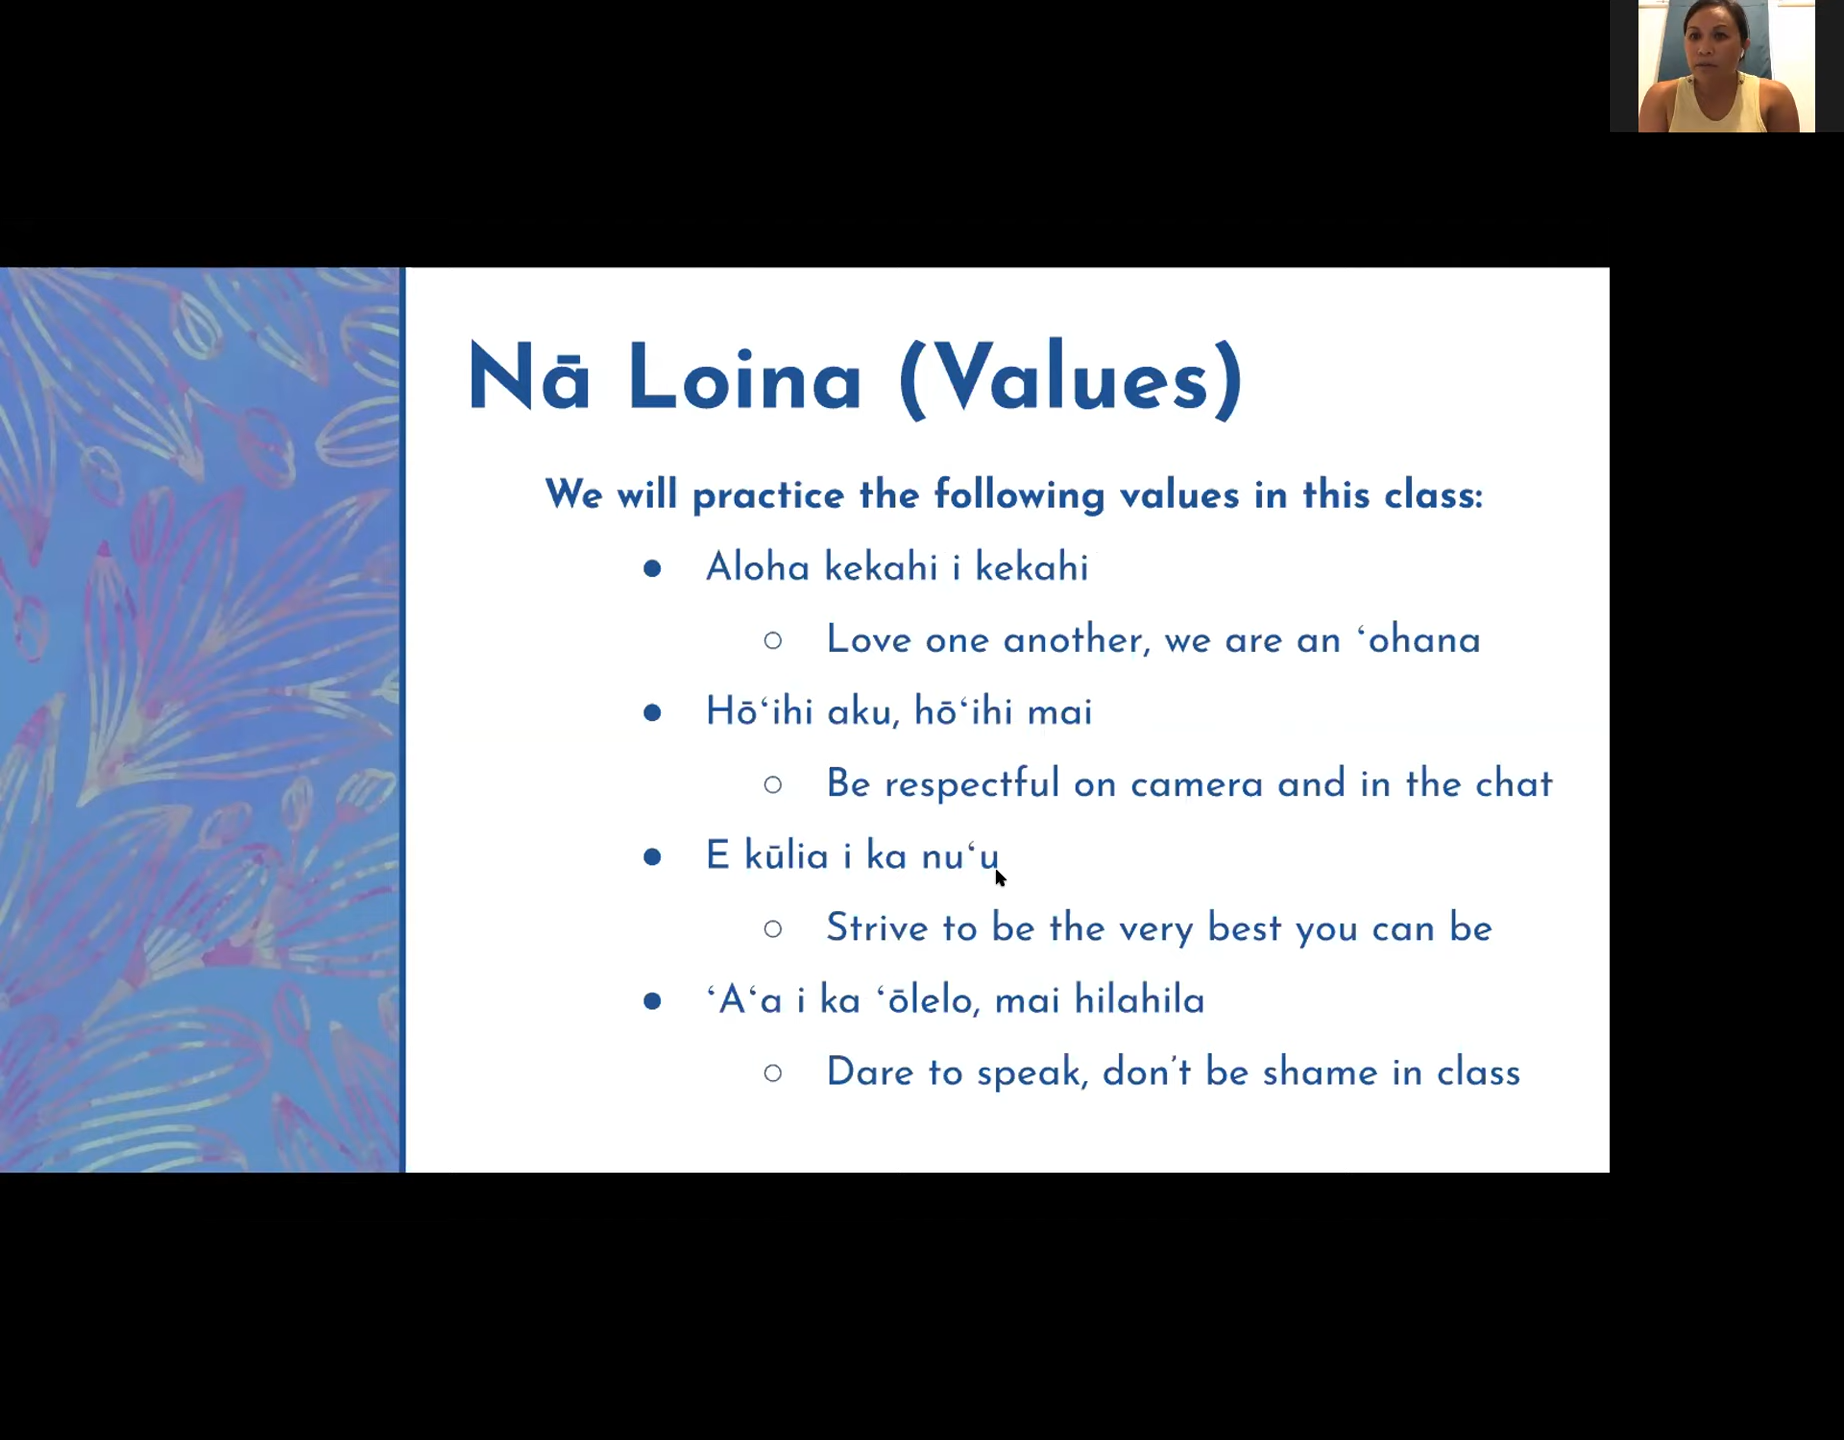 Nā Loina (Values)
We will practice the following values in this class:
● Aloha kekahi i kekahi
○ Love one another, we are an ʻohana
● Hōʻihi aku, hōʻihi mai
○ Be respectful on camera and in the chat
● E kūlia i ka nuʻu
○ Strive to be the very best you can be
● ʻAʻa i ka ʻōlelo, mai hilahila
○ Dare to speak, don’t be shame in class